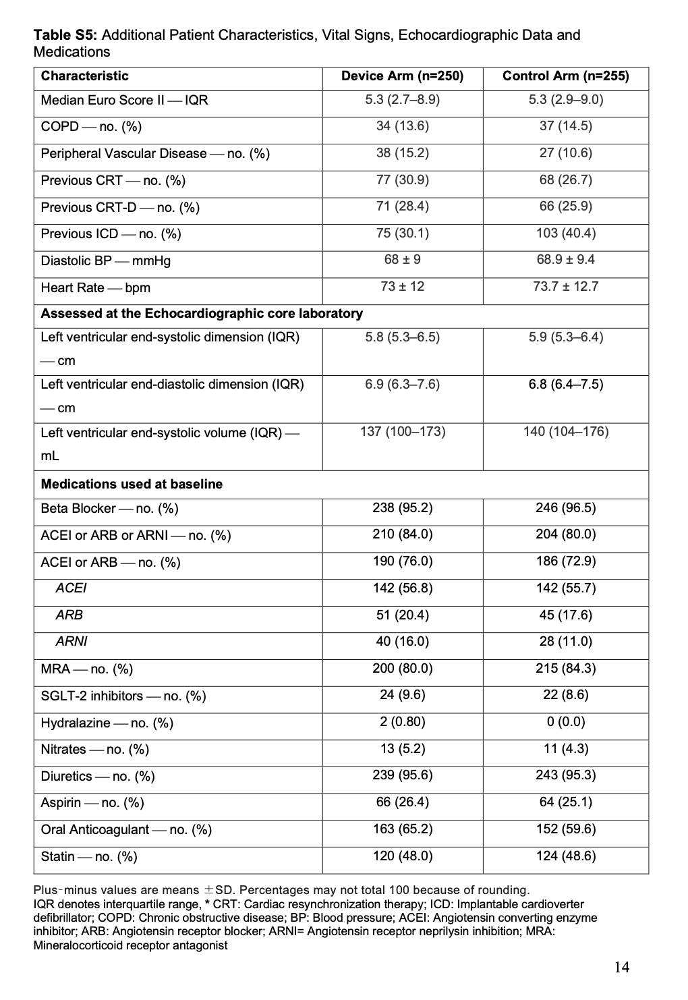 Table S5: Additional Patient Characteristics, Vital Signs, Echocardiographic Data and
Medications
Characteristic Device Arm (n=250) Control Arm (n=255)
Median Euro Score II — IQR 5.3 (2.7–8.9) 5.3 (2.9–9.0)
COPD — no. (%) 34 (13.6) 37 (14.5)
Peripheral Vascular Disease — no. (%) 38 (15.2) 27 (10.6)
Previous CRT — no. (%) 77 (30.9) 68 (26.7)
Previous CRT-D — no. (%) 71 (28.4) 66 (25.9)
Previous ICD — no. (%) 75 (30.1) 103 (40.4)
Diastolic BP — mmHg 68 ± 9 68.9 ± 9.4
Heart Rate — bpm 73 ± 12 73.7 ± 12.7
Assessed at the Echocardiographic core laboratory
Left ventricular end-systolic dimension (IQR) 5.8 (5.3–6.5) 5.9 (5.3–6.4)
— cm
Left ventricular end-diastolic dimension (IQR) 6.9 (6.3–7.6) 6.8 (6.4–7.5)
— cm
Left ventricular end-systolic volume (IQR) — 137 (100–173) 140 (104–176)
mL
Medications used at baseline
Beta Blocker — no. (%) 238 (95.2) 246 (96.5)
ACEI or ARB or ARNI — no. (%) 210 (84.0) 204 (80.0)
ACEI or ARB — no. (%) 190 (76.0) 186 (72.9)
ACEI 142 (56.8) 142 (55.7)
ARB 51 (20.4) 45 (17.6)
ARNI 40 (16.0) 28 (11.0)
MRA — no. (%) 200 (80.0) 215 (84.3)
SGLT-2 inhibitors — no. (%) 24 (9.6) 22 (8.6)
Hydralazine — no. (%) 2 (0.80) 0 (0.0)
Nitrates — no. (%) 13 (5.2) 11 (4.3)
Diuretics — no. (%) 239 (95.6) 243 (95.3)
Aspirin — no. (%) 66 (26.4) 64 (25.1)
Oral Anticoagulant — no. (%) 163 (65.2) 152 (59.6)
Statin — no. (%) 120 (48.0) 124 (48.6)
Plus-minus values are means ±SD. Percentages may not total 100 because of rounding.
IQR denotes interquartile range, * CRT: Cardiac resynchronization therapy; ICD: Implantable cardioverter
defibrillator; COPD: Chronic obstructive disease; BP: Blood pressure; ACEI: Angiotensin converting enzyme
inhibitor; ARB: Angiotensin receptor blocker; ARNI= Angiotensin receptor neprilysin inhibition; MRA:
Mineralocorticoid receptor antagonist
14